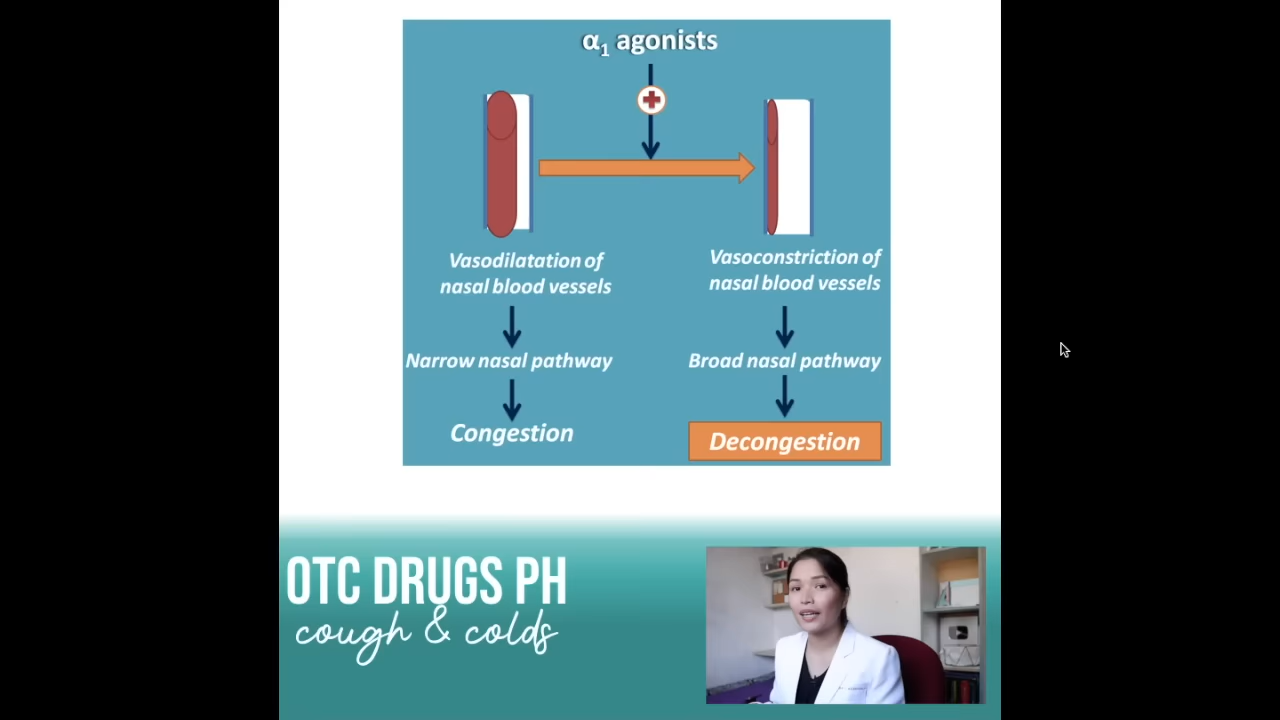 α₁ agonists
Vasodilatation of
nasal blood vessels
Vasoconstriction of
nasal blood vessels
Narrow nasal pathway
Broad nasal pathway
Congestion
Decongestion
OTC DRUGS PH
cough & colds